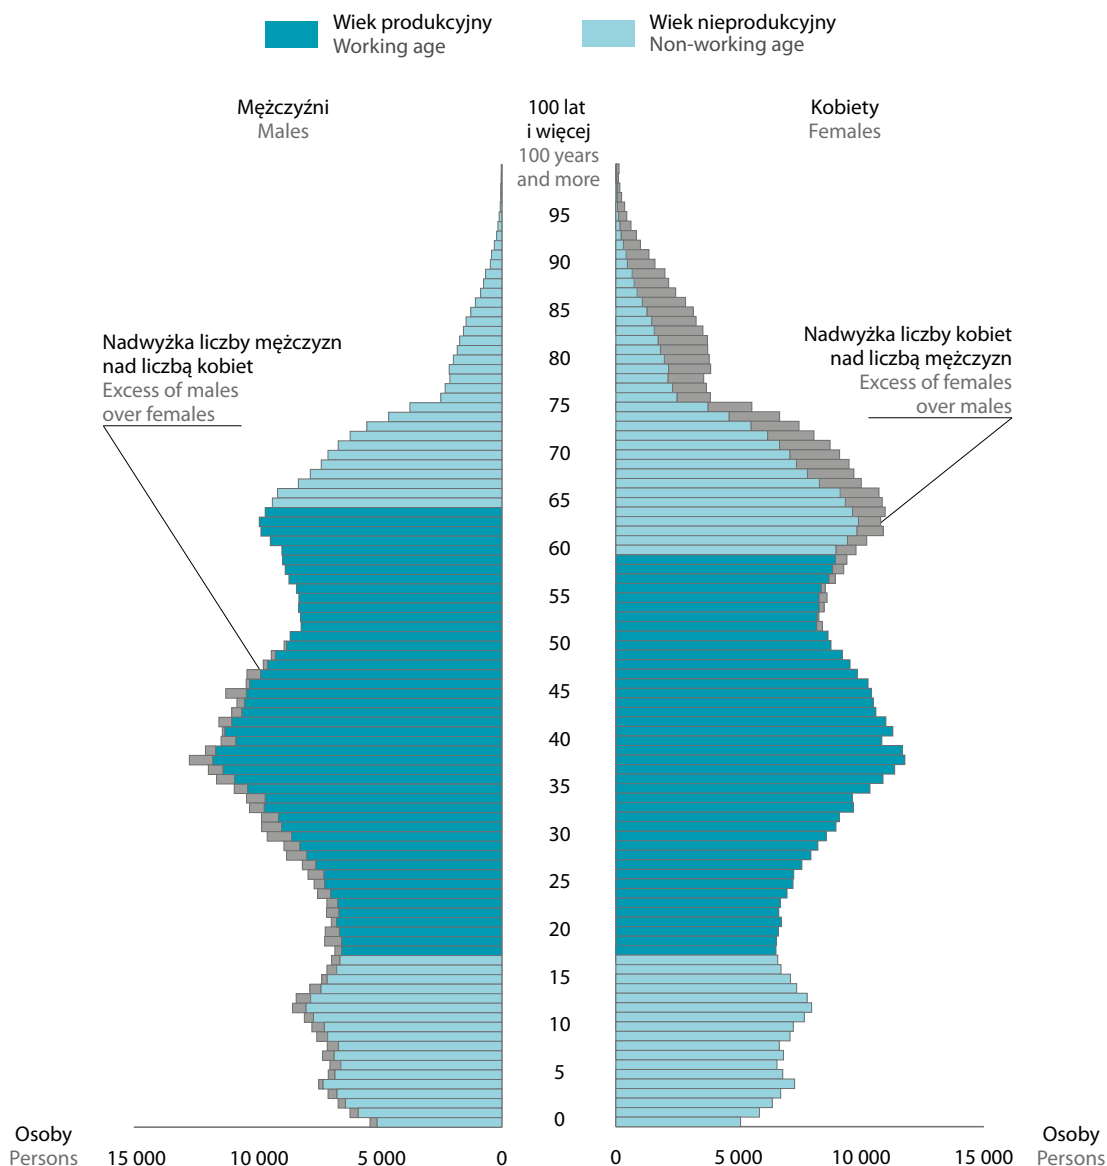 Wiek produkcyjny
Working age
Wiek nieprodukcyjny
Non-working age
Mężczyźni
Males
100 lat
i więcej
100 years
and more
Kobiety
Females
95
90
85
80
75
70
65
60
55
50
45
40
35
30
25
20
15
10
5
0
Nadwyżka liczby mężczyzn
nad liczbą kobiet
Excess of males
over females
Nadwyżka liczby kobiet
nad liczbą mężczyzn
Excess of females
over males
Osoby
Persons
15 000 10 000 5 000 0
0 5 000 10 000 15 000
Osoby
Persons